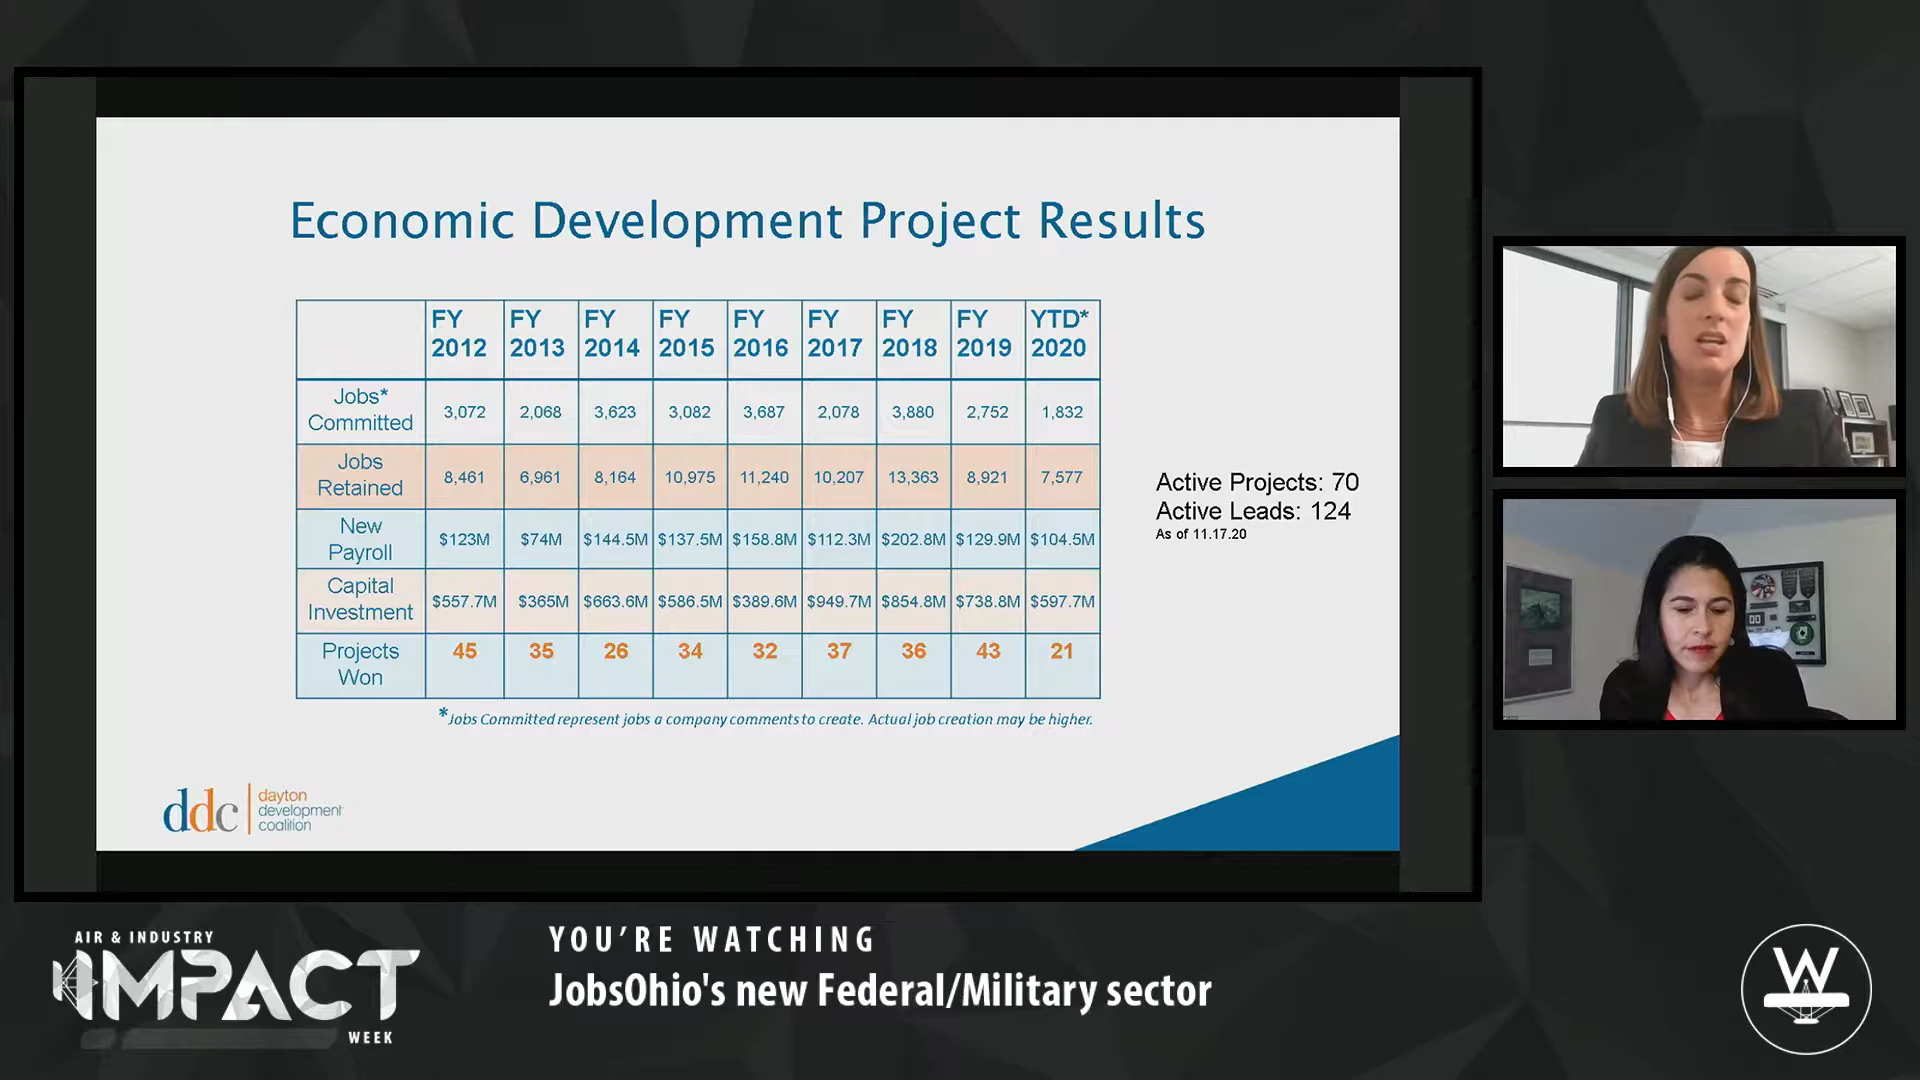 Economic Development Project Results
FY 2012 FY 2013 FY 2014 FY 2015 FY 2016 FY 2017 FY 2018 FY 2019 YTD* 2020
Jobs* Committed 3,072 2,068 3,623 3,082 3,687 2,078 3,880 2,752 1,832
Jobs Retained 8,461 6,961 8,164 10,975 11,240 10,207 13,363 8,921 7,577
New Payroll $123M $74M $144.5M $137.5M $158.8M $112.3M $202.8M $129.9M $104.5M
Capital Investment $557.7M $365M $663.6M $586.5M $389.6M $949.7M $854.8M $738.8M $597.7M
Projects Won 45 35 26 34 32 37 36 43 21
*Jobs Committed represent jobs a company comments to create. Actual job creation may be higher.
Active Projects: 70
Active Leads: 124
As of 11.17.20
ddc
dayton
development
coalition
AIR & INDUSTRY
IMPACT
WEEK
YOU'RE WATCHING
JobsOhio's new Federal/Military sector
W